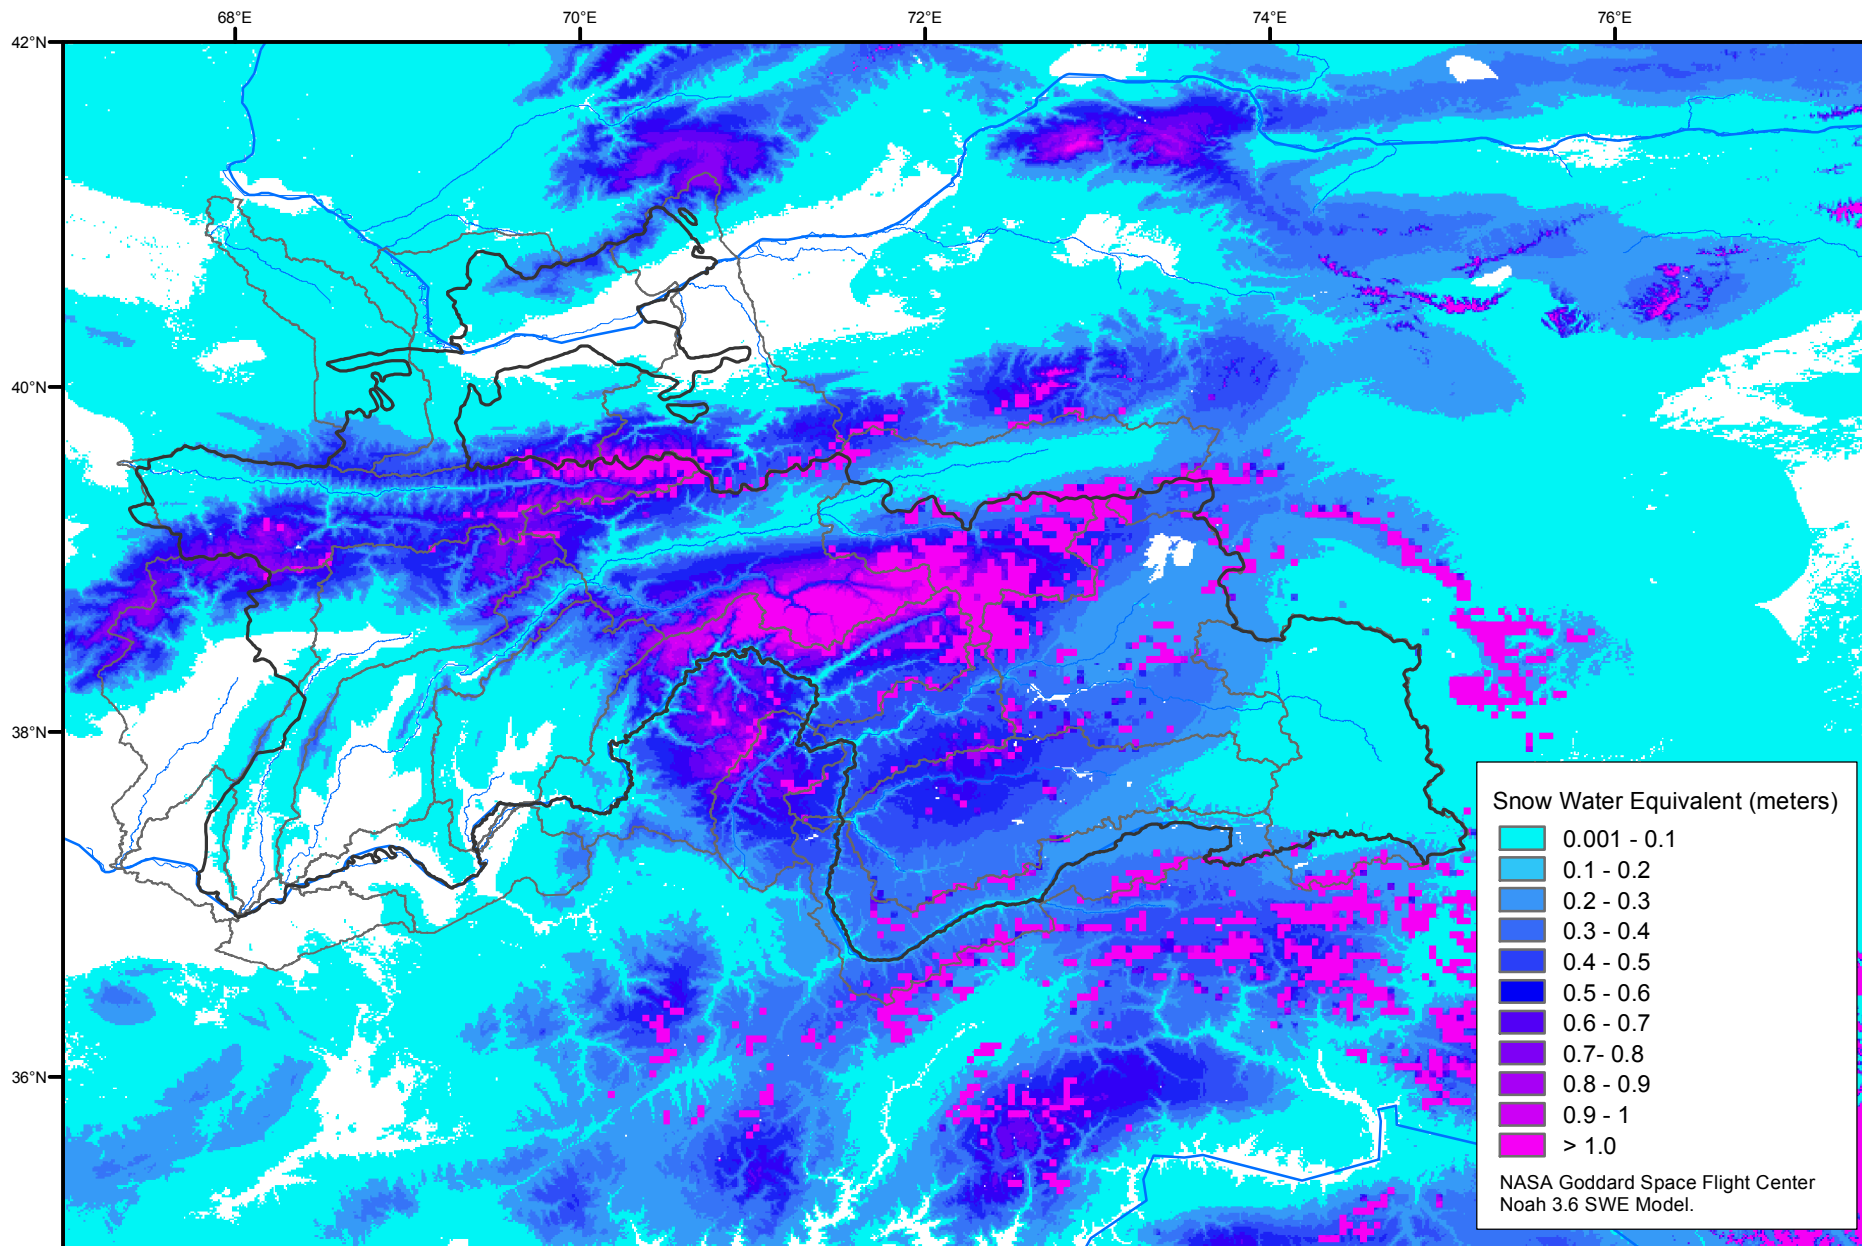 68°E
70°E
72°E
74°E
76°E
42°N
40°N
38°N
36°N
Snow Water Equivalent (meters)
0.001 - 0.1
0.1 - 0.2
0.2 - 0.3
0.3 - 0.4
0.4 - 0.5
0.5 - 0.6
0.6 - 0.7
0.7- 0.8
0.8 - 0.9
0.9 - 1
> 1.0
NASA Goddard Space Flight Center
Noah 3.6 SWE Model.